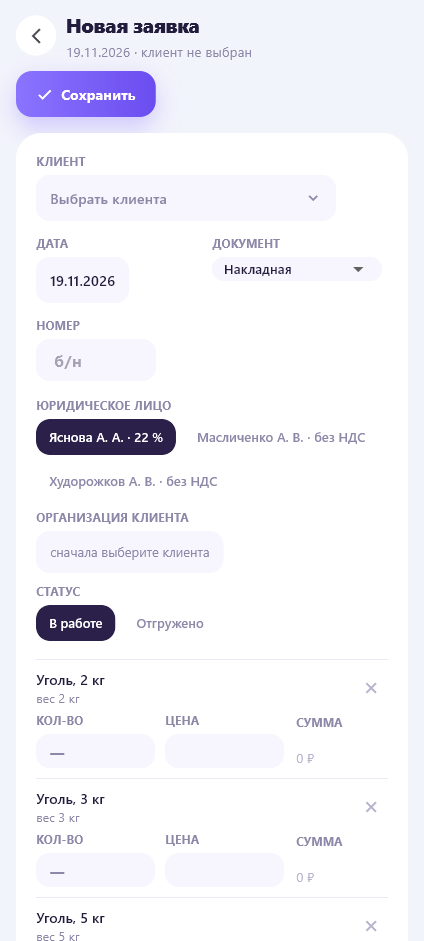 Новая заявка
19.11.2026 · клиент не выбран
Сохранить
КЛИЕНТ
Выбрать клиента
ДАТА ДОКУМЕНТ
19.11.2026 Накладная
НОМЕР
б/н
ЮРИДИЧЕСКОЕ ЛИЦО
Яснова А. А. · 22 % Масличенко А. В. · без НДС
Худорожков А. В. · без НДС
ОРГАНИЗАЦИЯ КЛИЕНТА
сначала выберите клиента
СТАТУС
В работе Отгружено
Уголь, 2 кг
вес 2 кг
КОЛ-ВО ЦЕНА СУММА
— 0 ₽
Уголь, 3 кг
вес 3 кг
КОЛ-ВО ЦЕНА СУММА
— 0 ₽
Уголь, 5 кг
вес 5 кг